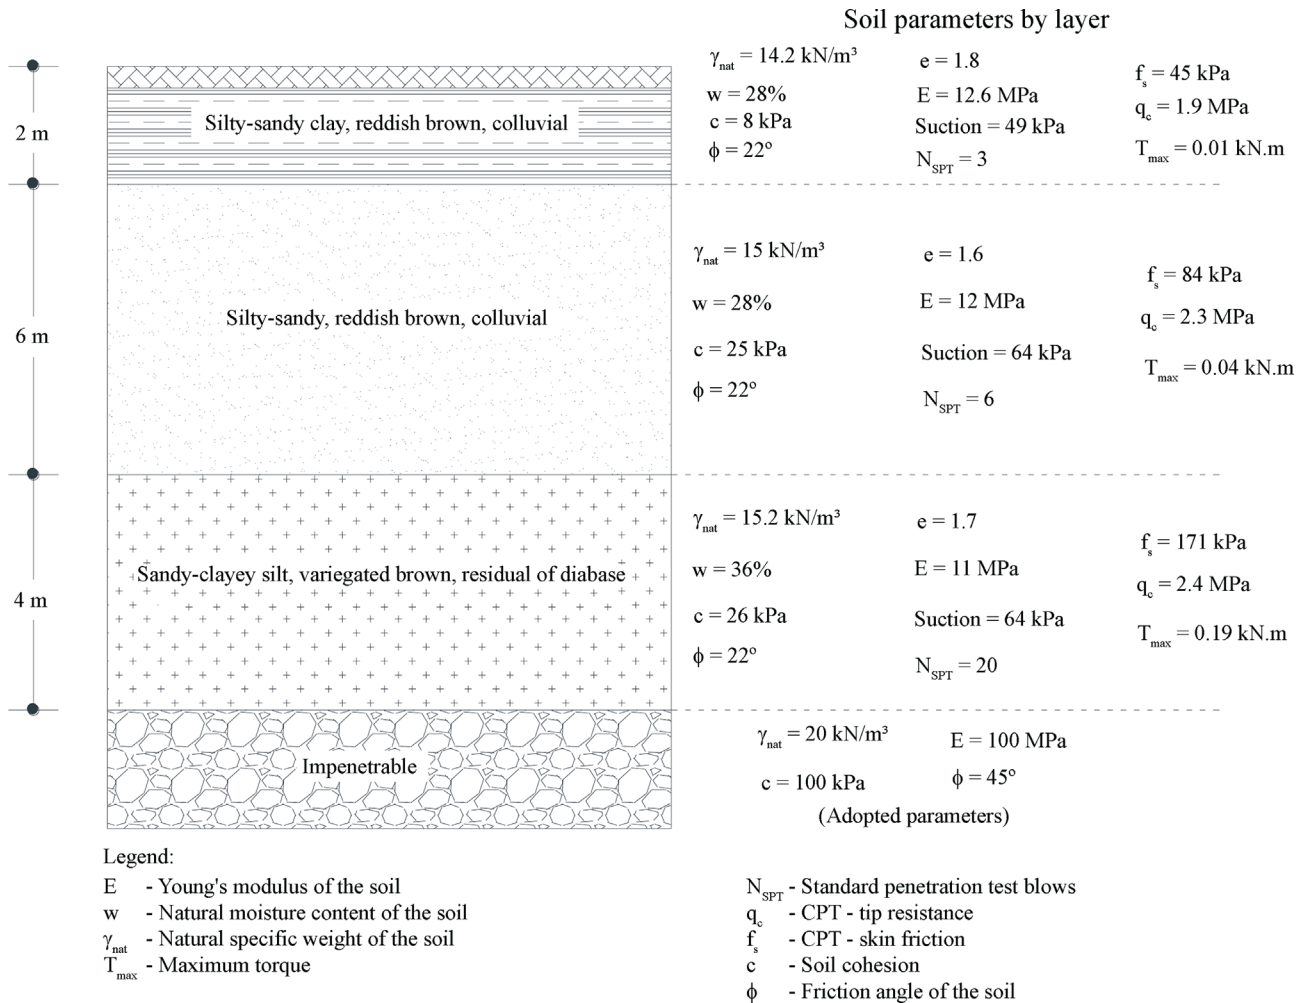 Soil parameters by layer
γnat = 14.2 kN/m³
e = 1.8
fs = 45 kPa
w = 28%
E = 12.6 MPa
qc = 1.9 MPa
c = 8 kPa
Suction = 49 kPa
Tmax = 0.01 kN.m
ϕ = 22º
NSPT = 3
2 m
Silty-sandy clay, reddish brown, colluvial
γnat = 15 kN/m³
e = 1.6
fs = 84 kPa
w = 28%
E = 12 MPa
qc = 2.3 MPa
c = 25 kPa
Suction = 64 kPa
Tmax = 0.04 kN.m
ϕ = 22º
NSPT = 6
6 m
Silty-sandy, reddish brown, colluvial
γnat = 15.2 kN/m³
e = 1.7
fs = 171 kPa
w = 36%
E = 11 MPa
qc = 2.4 MPa
c = 26 kPa
Suction = 64 kPa
Tmax = 0.19 kN.m
ϕ = 22º
NSPT = 20
4 m
Sandy-clayey silt, variegated brown, residual of diabase
γnat = 20 kN/m³
E = 100 MPa
c = 100 kPa
ϕ = 45º
(Adopted parameters)
Impenetrable
Legend:
E - Young's modulus of the soil
w - Natural moisture content of the soil
γnat - Natural specific weight of the soil
Tmax - Maximum torque
NSPT - Standard penetration test blows
qc - CPT - tip resistance
fs - CPT - skin friction
c - Soil cohesion
ϕ - Friction angle of the soil